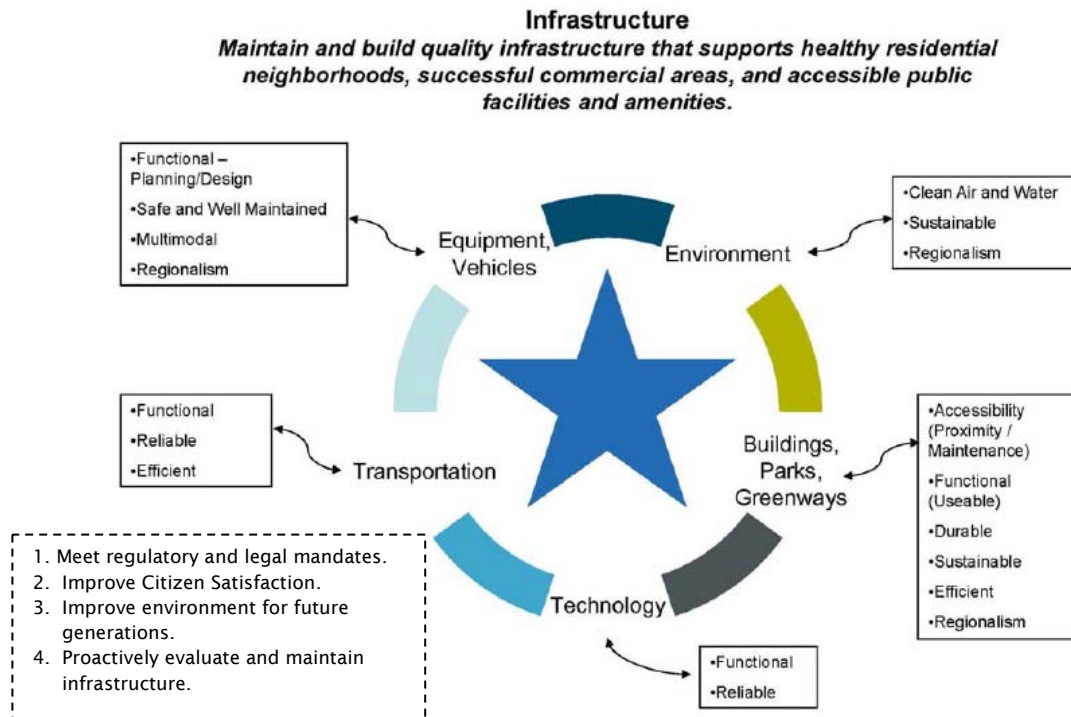 Infrastructure
Maintain and build quality infrastructure that supports healthy residential
neighborhoods, successful commercial areas, and accessible public
facilities and amenities.
•Functional –
Planning/Design
•Safe and Well Maintained
•Multimodal
•Regionalism
Equipment,
Vehicles
Environment
•Clean Air and Water
•Sustainable
•Regionalism
•Functional
•Reliable
•Efficient
Transportation
Buildings,
Parks,
Greenways
•Accessibility
(Proximity /
Maintenance)
•Functional
(Useable)
•Durable
•Sustainable
•Efficient
•Regionalism
1. Meet regulatory and legal mandates.
2. Improve Citizen Satisfaction.
3. Improve environment for future
generations.
4. Proactively evaluate and maintain
infrastructure.
Technology
•Functional
•Reliable